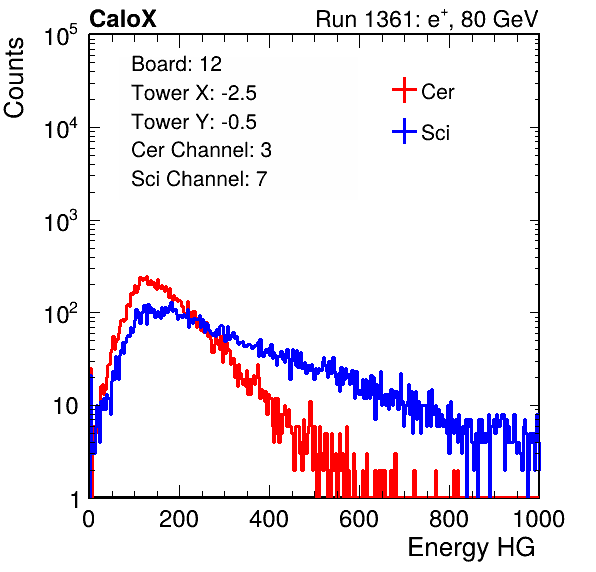 CaloX Run 1361: e⁺, 80 GeV
Counts
10⁵
10⁴
10³
10²
10
1
Board: 12
Tower X: -2.5
Tower Y: -0.5
Cer Channel: 3
Sci Channel: 7
Cer
Sci
0 200 400 600 800 1000
Energy HG